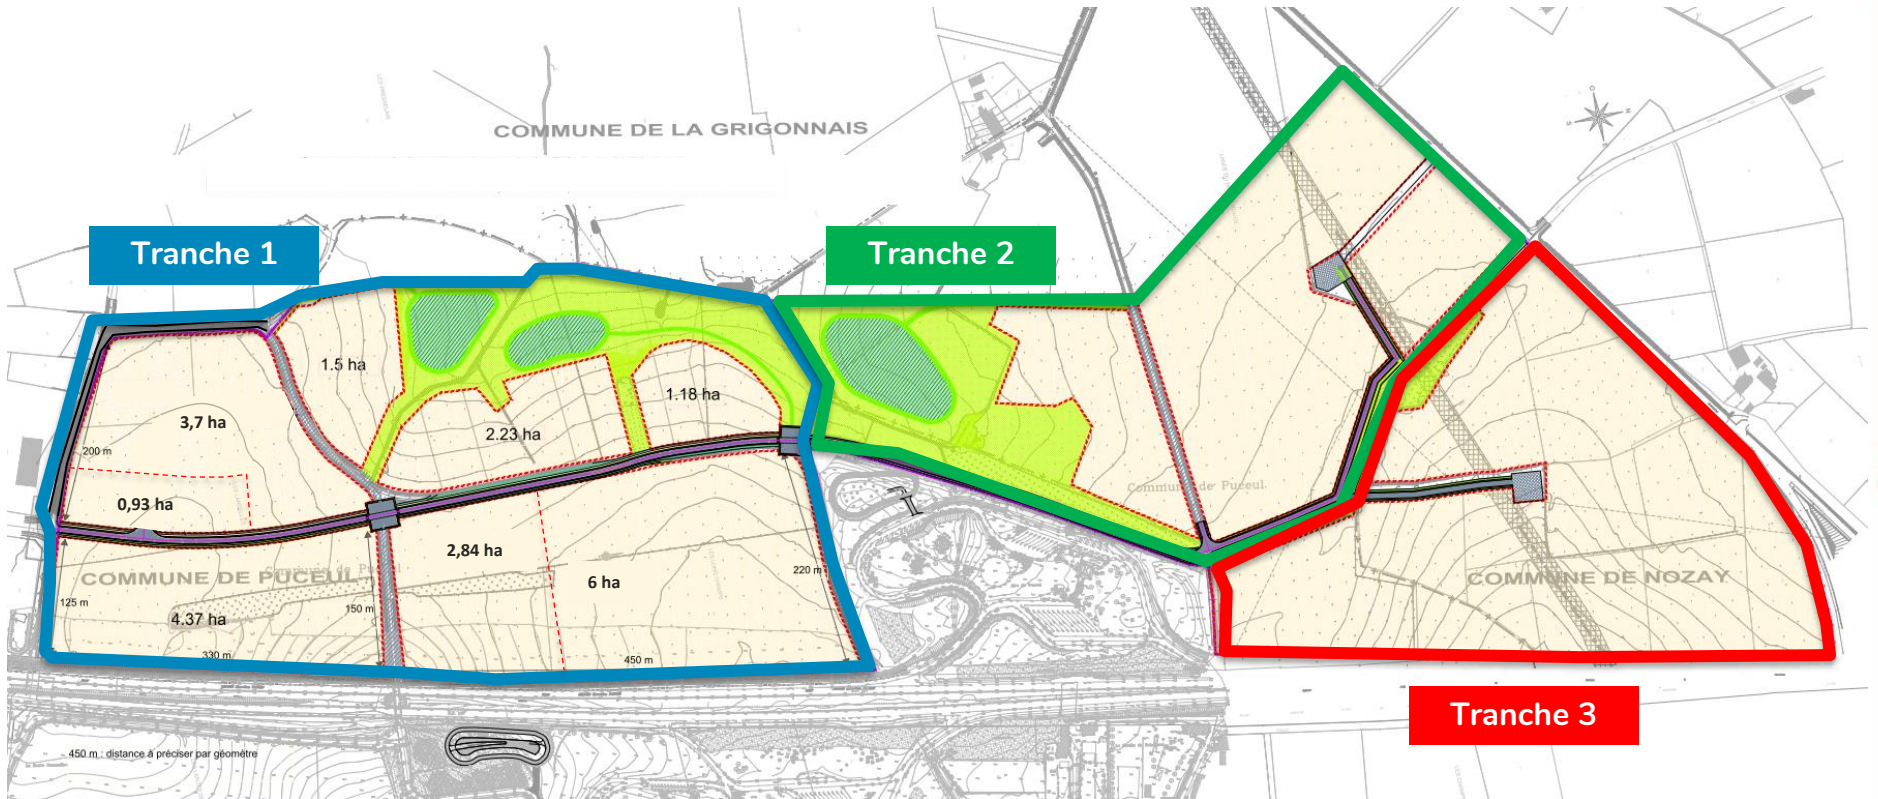 COMMUNE DE LA GRIGONNAIS
Tranche 1
Tranche 2
1.5 ha
1.18 ha
3,7 ha
2.23 ha
200 m
0,93 ha
Commune de Puceul
2,84 ha
220 m
COMMUNE DE PUCEUL
6 ha
COMMUNE DE NOZAY
125 m
150 m
4.37 ha
330 m
450 m
Tranche 3
450 m : distance à préciser par géomètre